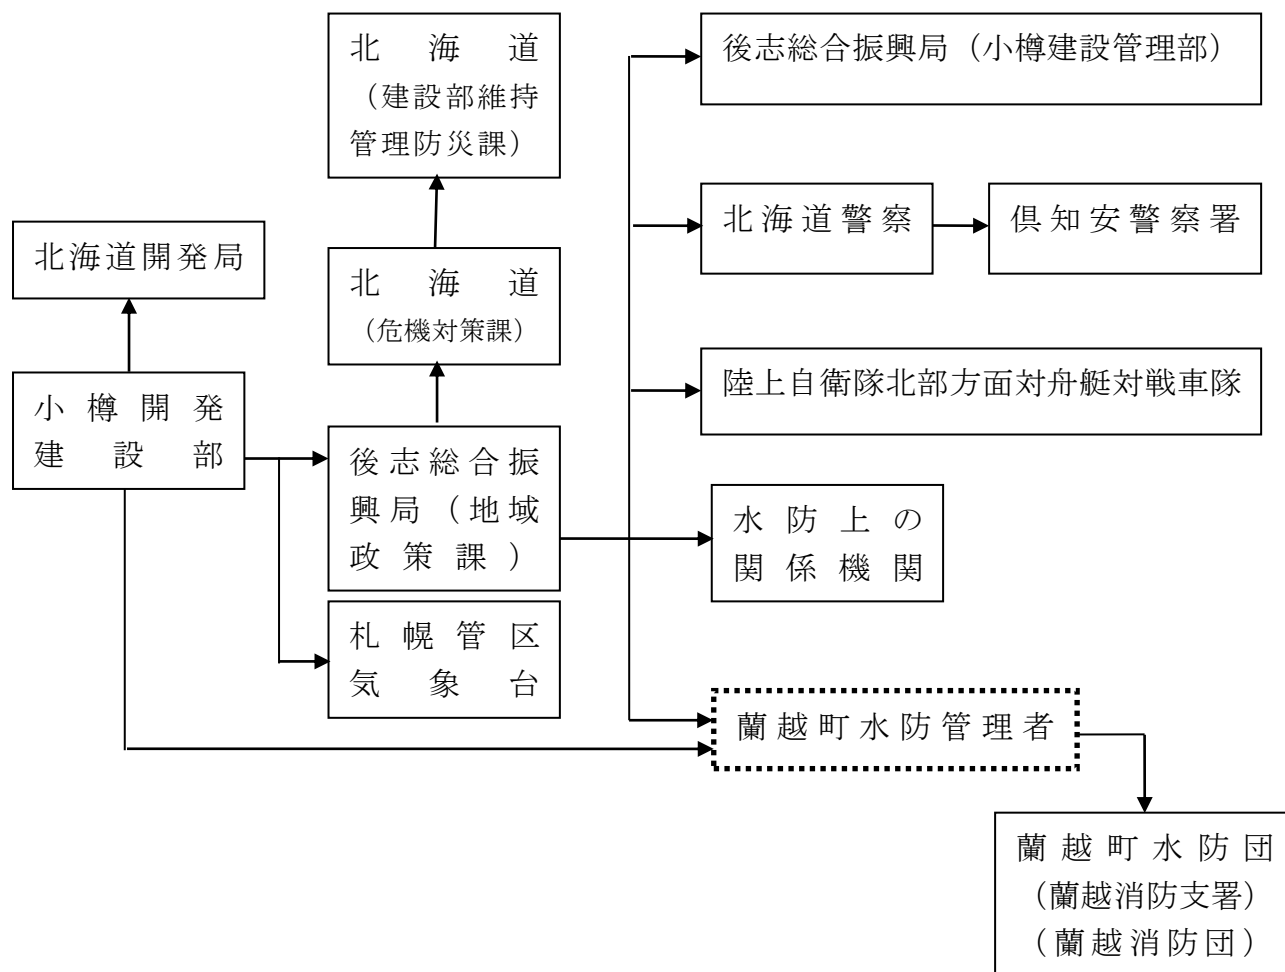 北海道
（建設部維持
管理防災課）
後志総合振興局（小樽建設管理部）
北海道警察
倶知安警察署
北海道開発局
北海道
（危機対策課）
陸上自衛隊北部方面対舟艇対戦車隊
小樽開発
建設部
後志総合振
興局（地域
政策課）
水防上の
関係機関
札幌管区
気象台
蘭越町水防管理者
蘭越町水防団
（蘭越消防支署）
（蘭越消防団）